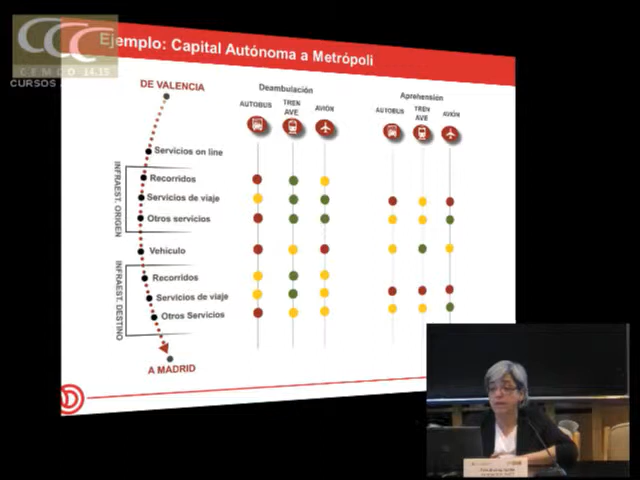 CCC
CEMCO 14.15
CURSOS
Ejemplo: Capital Autónoma a Metrópoli
DE VALENCIA
Deambulación
Aprehensión
AUTOBUS
TREN AVE
AVIÓN
AUTOBUS
TREN AVE
AVIÓN
Servicios on line
INFRAEST. ORIGEN
Recorridos
Servicios de viaje
Otros servicios
Vehículo
INFRAEST. DESTINO
Recorridos
Servicios de viaje
Otros Servicios
A MADRID